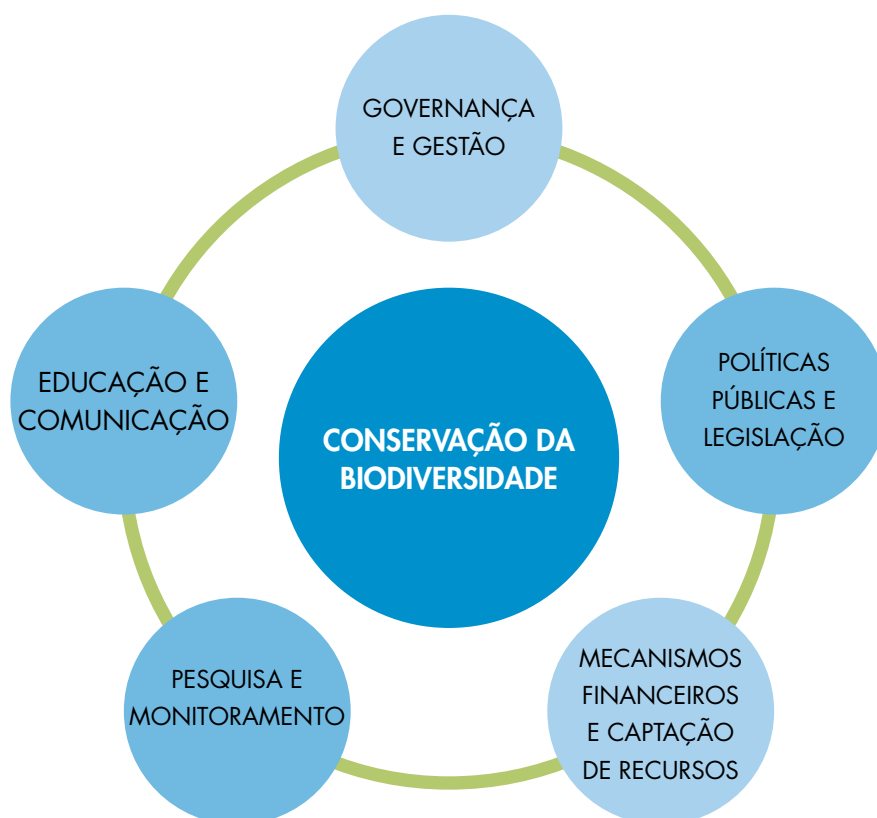 GOVERNANÇA
E GESTÃO
POLÍTICAS
PÚBLICAS E
LEGISLAÇÃO
EDUCAÇÃO E
COMUNICAÇÃO
CONSERVAÇÃO DA
BIODIVERSIDADE
MECANISMOS
FINANCEIROS
E CAPTAÇÃO
DE RECURSOS
PESQUISA E
MONITORAMENTO